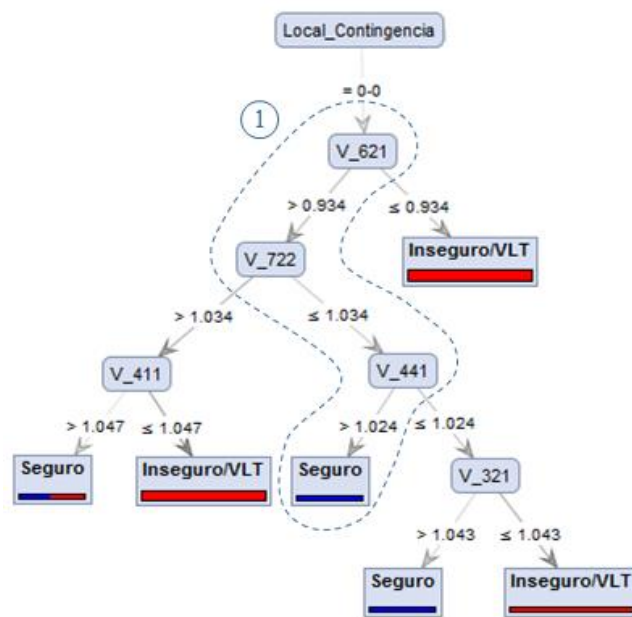 Local_Contingencia
= 0-0
1
V_621
> 0.934 ≤ 0.934
V_722
Inseguro/VLT
> 1.034 ≤ 1.034
V_411 V_441
> 1.047 ≤ 1.047 > 1.024 ≤ 1.024
Seguro Inseguro/VLT Seguro V_321
> 1.043 ≤ 1.043
Seguro Inseguro/VLT